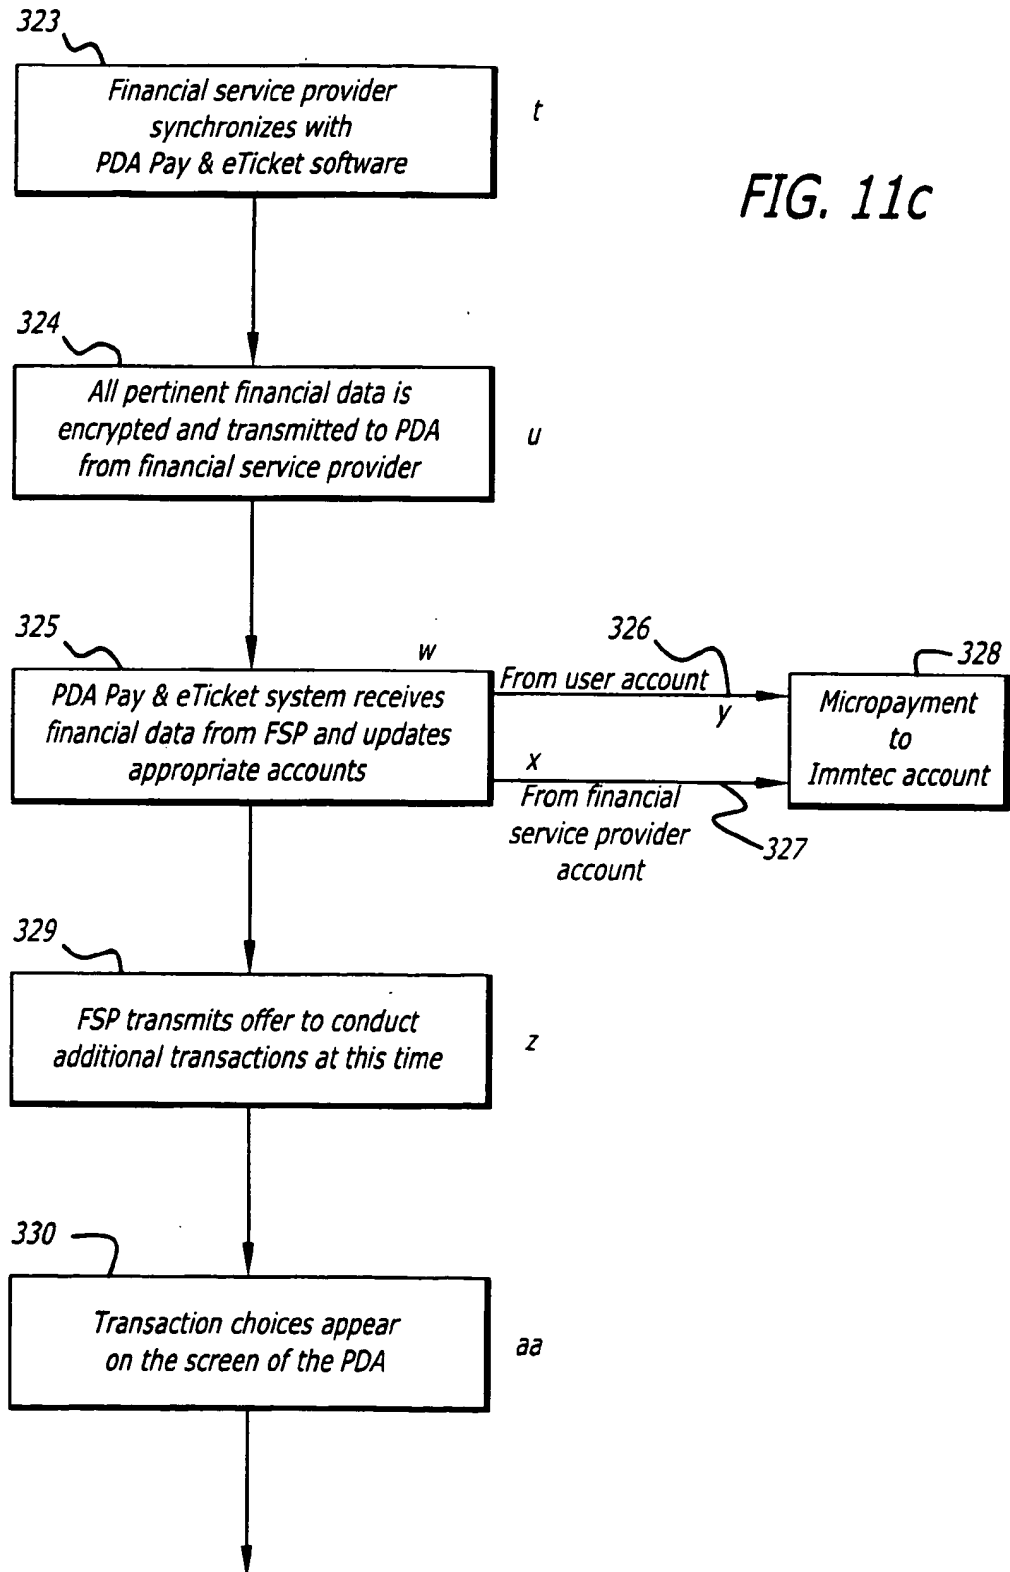 323
Financial service provider
synchronizes with
PDA Pay & eTicket software
t
FIG. 11c
324
All pertinent financial data is
encrypted and transmitted to PDA
from financial service provider
u
325
w
PDA Pay & eTicket system receives
financial data from FSP and updates
appropriate accounts
326
From user account
y
x
From financial
service provider
account
327
328
Micropayment
to
Immtec account
329
FSP transmits offer to conduct
additional transactions at this time
z
330
Transaction choices appear
on the screen of the PDA
aa